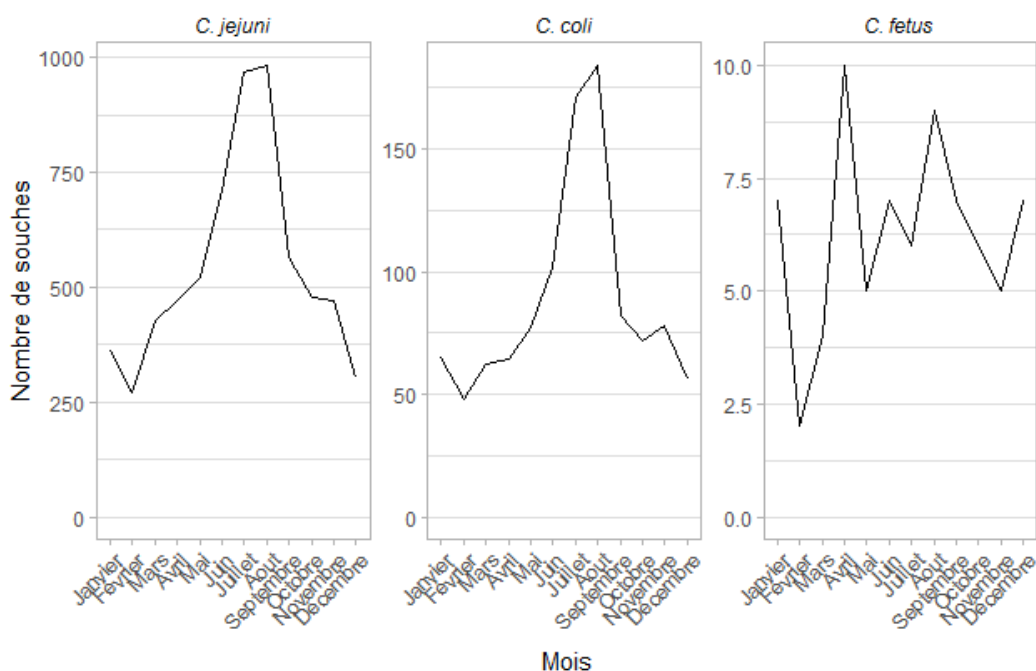 C. jejuni
C. coli
C. fetus
Nombre de souches
1000
750
500
250
0
150
100
50
0
10.0
7.5
5.0
2.5
0.0
Janvier
Fevrier
Mars
Avril
Mai
Jun
Juillet
Aout
Septembre
Octobre
Novembre
Decembre
Janvier
Fevrier
Mars
Avril
Mai
Jun
Juillet
Aout
Septembre
Octobre
Novembre
Decembre
Janvier
Fevrier
Mars
Avril
Mai
Jun
Juillet
Aout
Septembre
Octobre
Novembre
Decembre
Mois